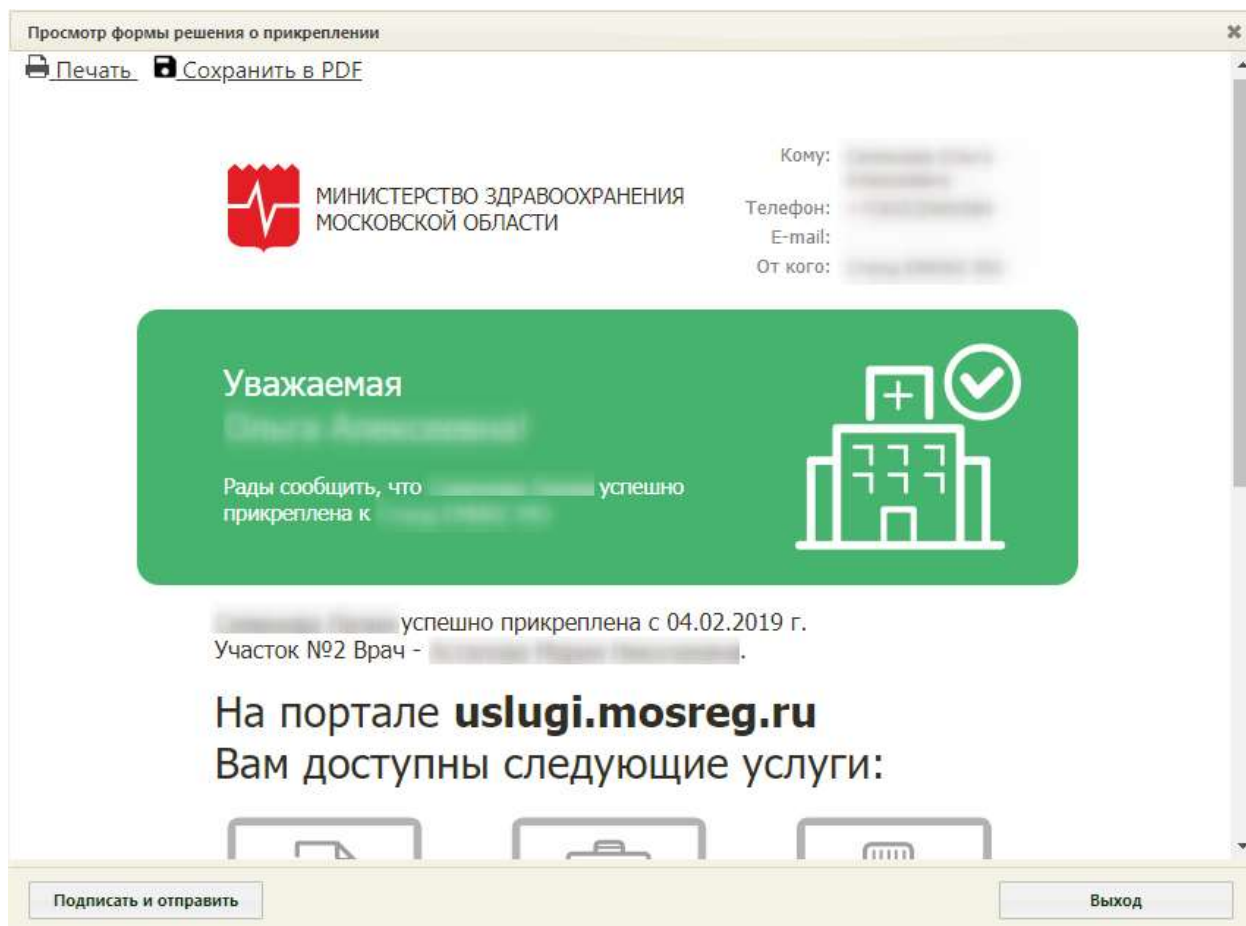 Просмотр формы решения о прикреплении
Печать Сохранить в PDF
МИНИСТЕРСТВО ЗДРАВООХРАНЕНИЯ
МОСКОВСКОЙ ОБЛАСТИ
Кому:
Телефон:
E-mail:
От кого:
Уважаемая
Рады сообщить, что успешно
прикреплена к
успешно прикреплена с 04.02.2019 г.
Участок №2 Врач - .
На портале uslugi.mosreg.ru
Вам доступны следующие услуги:
Подписать и отправить
Выход